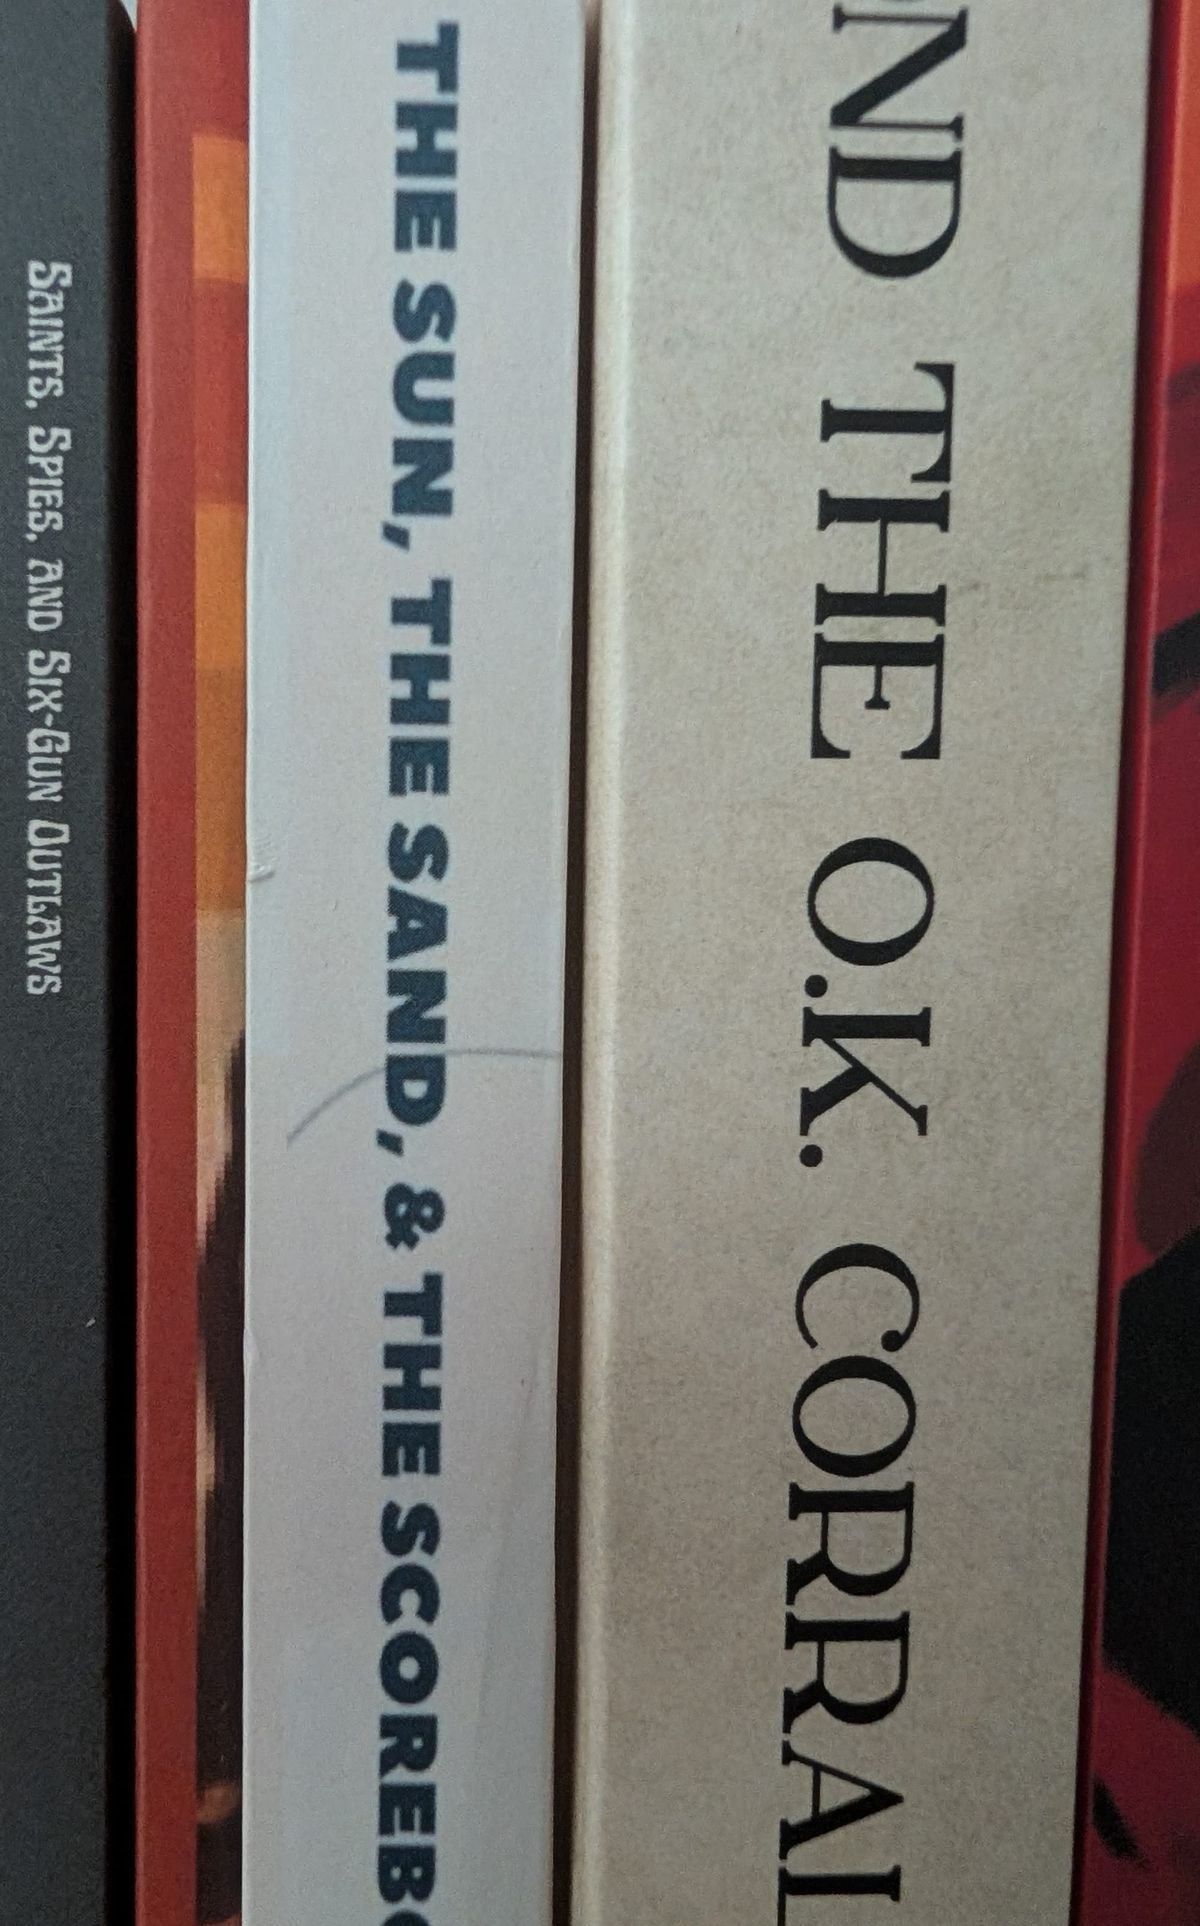 SAINTS, SPIES, AND SIX-GUN OUTLAWS
THE SUN, THE SAND, & THE SCOREB
ND THE O.K. CORRAL